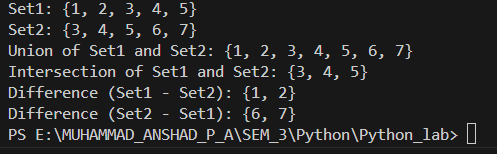 Set1: {1, 2, 3, 4, 5}
Set2: {3, 4, 5, 6, 7}
Union of Set1 and Set2: {1, 2, 3, 4, 5, 6, 7}
Intersection of Set1 and Set2: {3, 4, 5}
Difference (Set1 - Set2): {1, 2}
Difference (Set2 - Set1): {6, 7}
PS E:\MUHAMMAD_ANSHAD_P_A\SEM_3\Python\Python_lab>